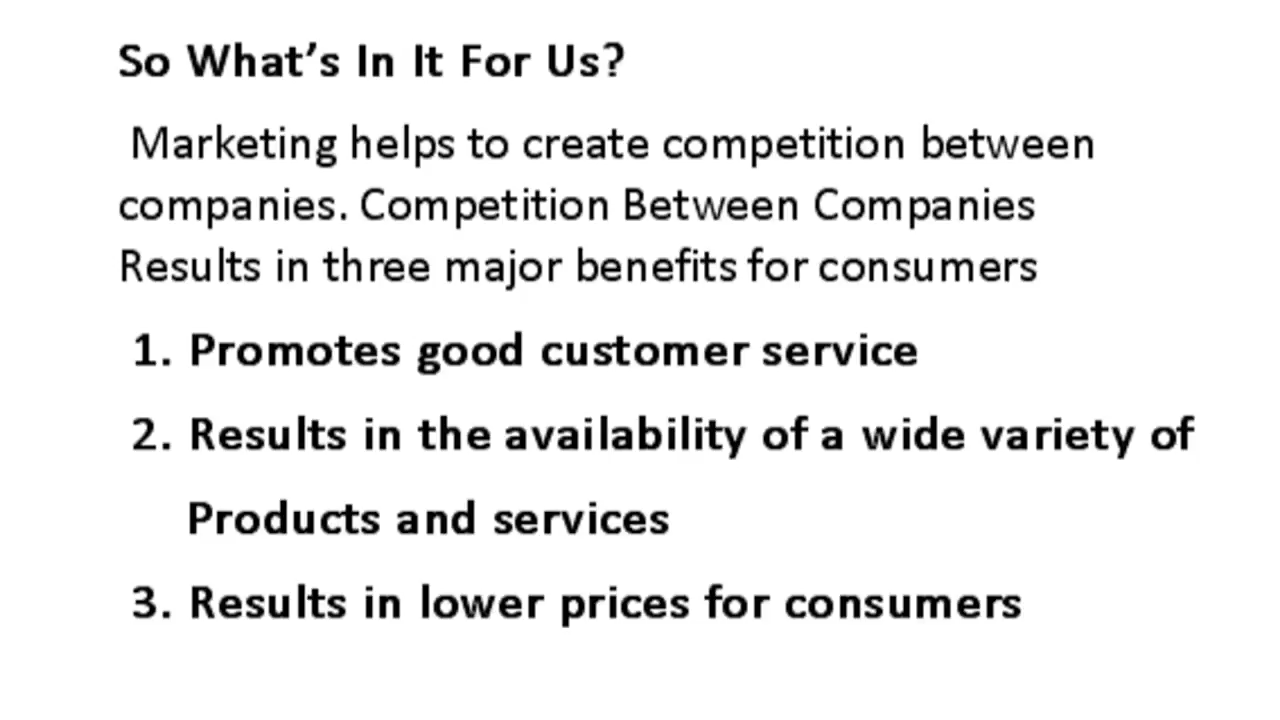 So What's In It For Us?
Marketing helps to create competition between
companies. Competition Between Companies
Results in three major benefits for consumers
1. Promotes good customer service
2. Results in the availability of a wide variety of
Products and services
3. Results in lower prices for consumers